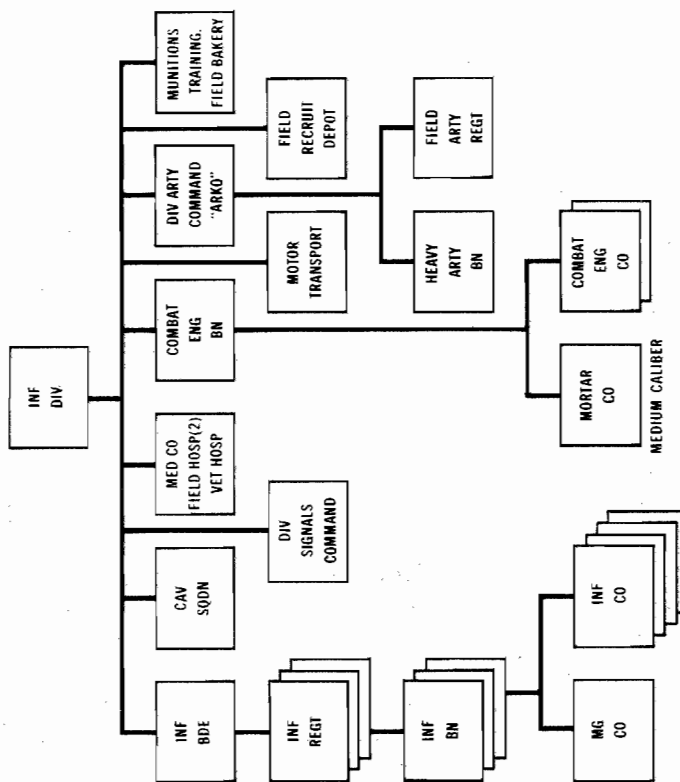 INF
DIV.
INF
BDE
CAV
SQDN
MED CO
FIELD HOSP(2)
VET HOSP
COMBAT
ENG
BN
DIV ARTY
COMMAND
"ARKO"
MUNITIONS
TRAINING.
FIELD BAKERY
DIV
SIGNALS
COMMAND
MOTOR
TRANSPORT
FIELD
RECRUIT
DEPOT
INF
REGT
HEAVY
ARTY
BN
FIELD
ARTY
REGT
INF
BN
MG
CO
INF
CO
MORTAR
CO
MEDIUM CALIBER
COMBAT
ENG
CO